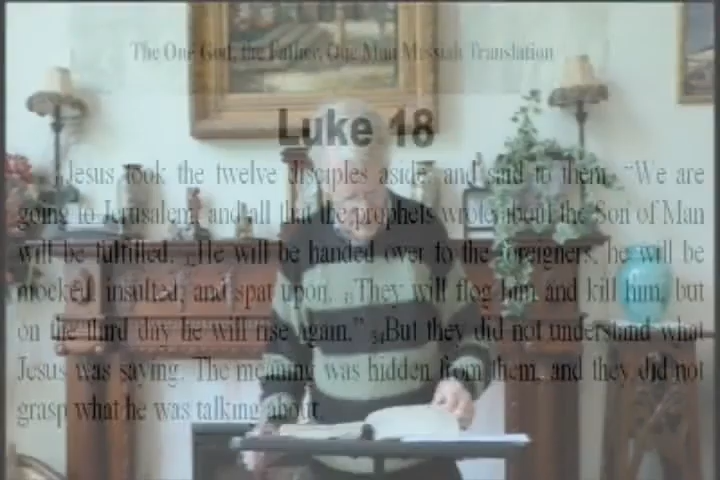 The One God, the Father, One Man Messiah Translation
Luke 18
Jesus took the twelve disciples aside, and said to them, "We are
going to Jerusalem, and all that the prophets wrote about the Son of Man
will be fulfilled. He will be handed over to the foreigners, he will be
mocked, insulted, and spat upon. They will flog him and kill him, but
on the third day he will rise again." 34But they did not understand what
Jesus was saying. The meaning was hidden from them, and they did not
grasp what he was talking about.